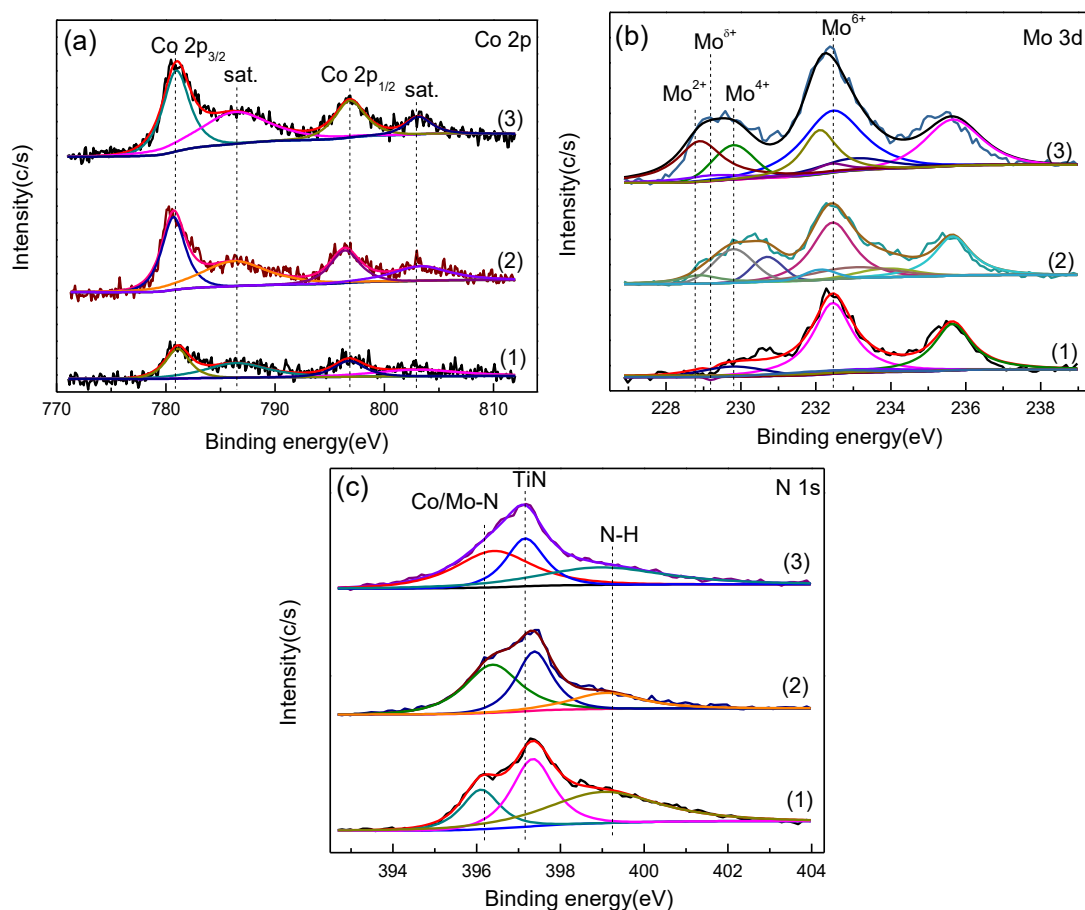 (a)
Co 2p
Co 2p3/2
sat.
Co 2p1/2
sat.
(3)
(2)
(1)
Intensity(c/s)
770 780 790 800 810
Binding energy(eV)
(b)
Mo 3d
Mo2+
Moδ+
Mo4+
Mo6+
(3)
(2)
(1)
Intensity(c/s)
228 230 232 234 236 238
Binding energy(eV)
(c)
N 1s
Co/Mo-N
TiN
N-H
(3)
(2)
(1)
Intensity(c/s)
394 396 398 400 402 404
Binding energy(eV)